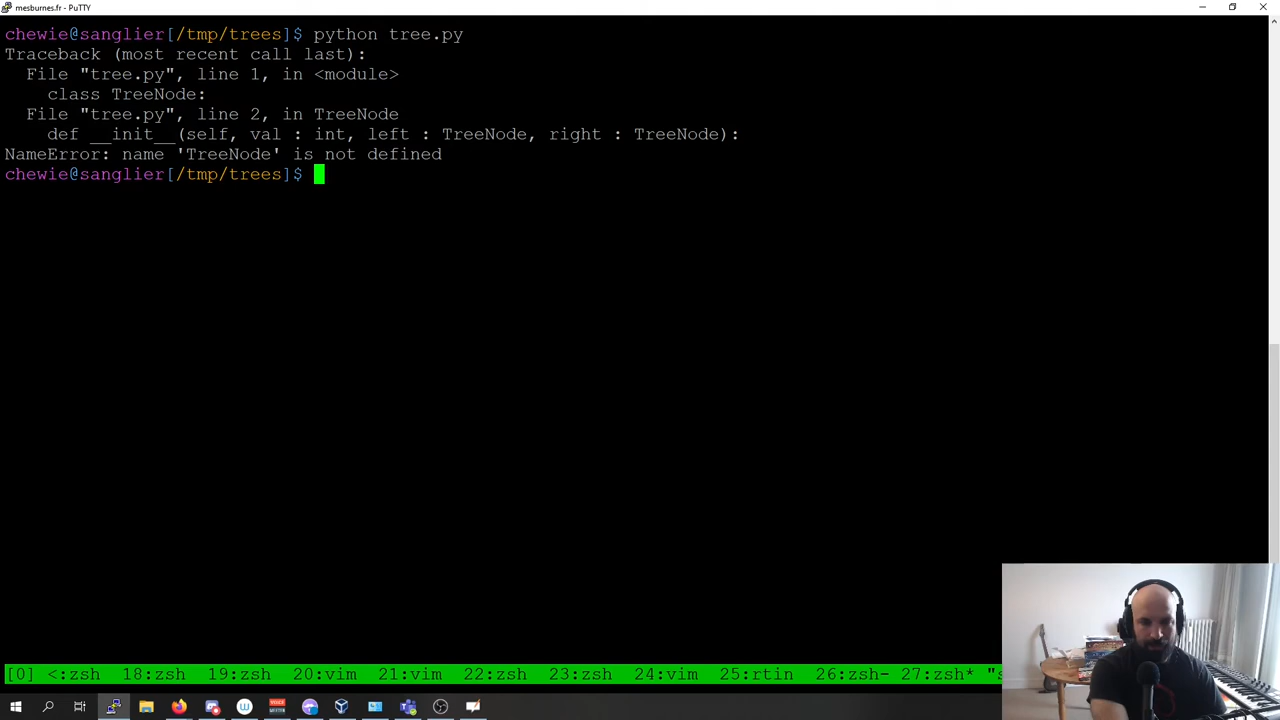 mesburnes.fr - PuTTY
chewie@sanglier[/tmp/trees]$ python tree.py
Traceback (most recent call last):
  File "tree.py", line 1, in <module>
    class TreeNode:
  File "tree.py", line 2, in TreeNode
    def __init__(self, val : int, left : TreeNode, right : TreeNode):
NameError: name 'TreeNode' is not defined
chewie@sanglier[/tmp/trees]$
[0] <:zsh  18:zsh  19:zsh  20:vim  21:vim  22:zsh  23:zsh  24:vim  25:rtin  26:zsh- 27:zsh* "s